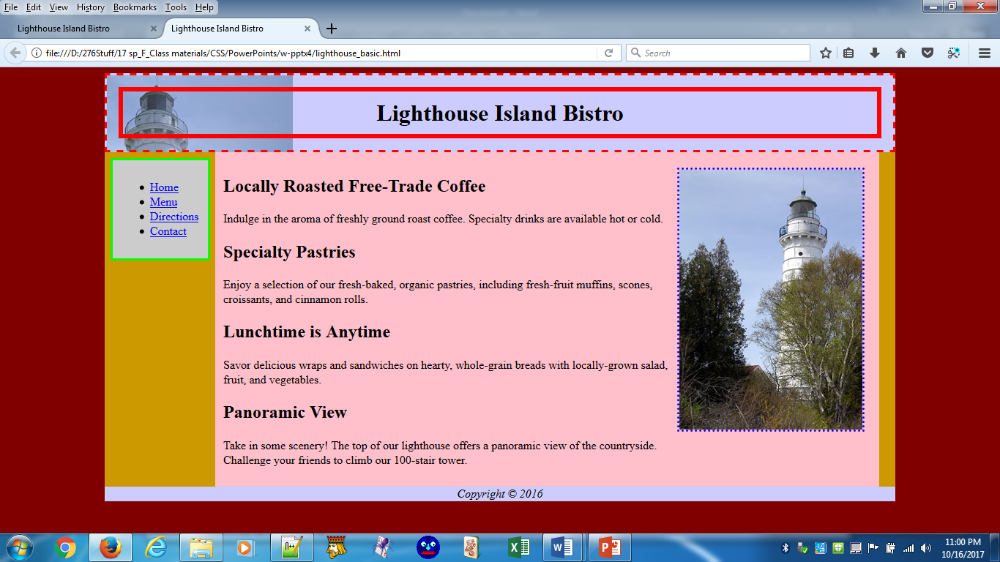 File Edit View History Bookmarks Tools Help
Lighthouse Island Bistro × Lighthouse Island Bistro × +
file:///D:/276Stuff/17 sp_F_Class materials/CSS/PowerPoints/w-pptx4/lighthouse_basic.html Search
Lighthouse Island Bistro
Home
Menu
Directions
Contact
Locally Roasted Free-Trade Coffee
Indulge in the aroma of freshly ground roast coffee. Specialty drinks are available hot or cold.
Specialty Pastries
Enjoy a selection of our fresh-baked, organic pastries, including fresh-fruit muffins, scones,
croissants, and cinnamon rolls.
Lunchtime is Anytime
Savor delicious wraps and sandwiches on hearty, whole-grain breads with locally-grown salad,
fruit, and vegetables.
Panoramic View
Take in some scenery! The top of our lighthouse offers a panoramic view of the countryside.
Challenge your friends to climb our 100-stair tower.
Copyright © 2016
11:00 PM
10/16/2017